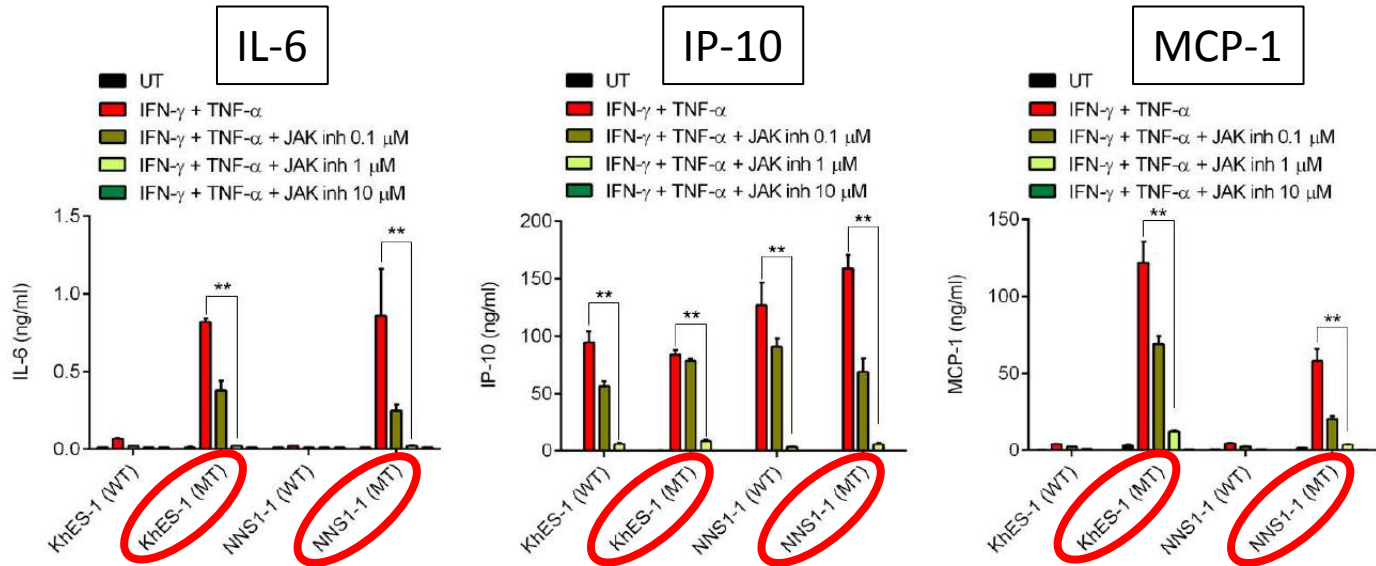 IL-6
UT
IFN-γ + TNF-α
IFN-γ + TNF-α + JAK inh 0.1 μM
IFN-γ + TNF-α + JAK inh 1 μM
IFN-γ + TNF-α + JAK inh 10 μM
IL-6 (ng/ml)
1.5
1.0
0.5
0.0
**
**
KhES-1 (WT)
KhES-1 (MT)
NNS1-1 (WT)
NNS1-1 (MT)
IP-10
UT
IFN-γ + TNF-α
IFN-γ + TNF-α + JAK inh 0.1 μM
IFN-γ + TNF-α + JAK inh 1 μM
IFN-γ + TNF-α + JAK inh 10 μM
IP-10 (ng/ml)
200
150
100
50
0
**
**
**
**
KhES-1 (WT)
KhES-1 (MT)
NNS1-1 (WT)
NNS1-1 (MT)
MCP-1
UT
IFN-γ + TNF-α
IFN-γ + TNF-α + JAK inh 0.1 μM
IFN-γ + TNF-α + JAK inh 1 μM
IFN-γ + TNF-α + JAK inh 10 μM
MCP-1 (ng/ml)
150
100
50
0
**
**
KhES-1 (WT)
KhES-1 (MT)
NNS1-1 (WT)
NNS1-1 (MT)